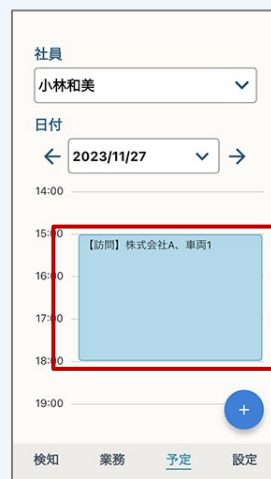 社員
小林和美
日付
← 2023/11/27 →
14:00
15:00
【訪問】株式会社A、車両1
16:00
17:00
18:00
19:00
+
検知 業務 予定 設定